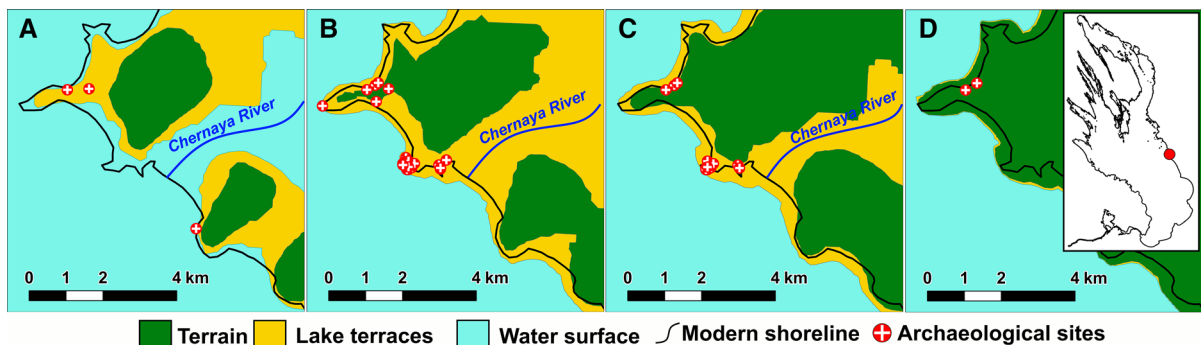 A
B
C
D
Chernaya River
Chernaya River
Chernaya River
0 1 2 4 km
0 1 2 4 km
0 1 2 4 km
0 1 2 4 km
Terrain Lake terraces Water surface Modern shoreline Archaeological sites